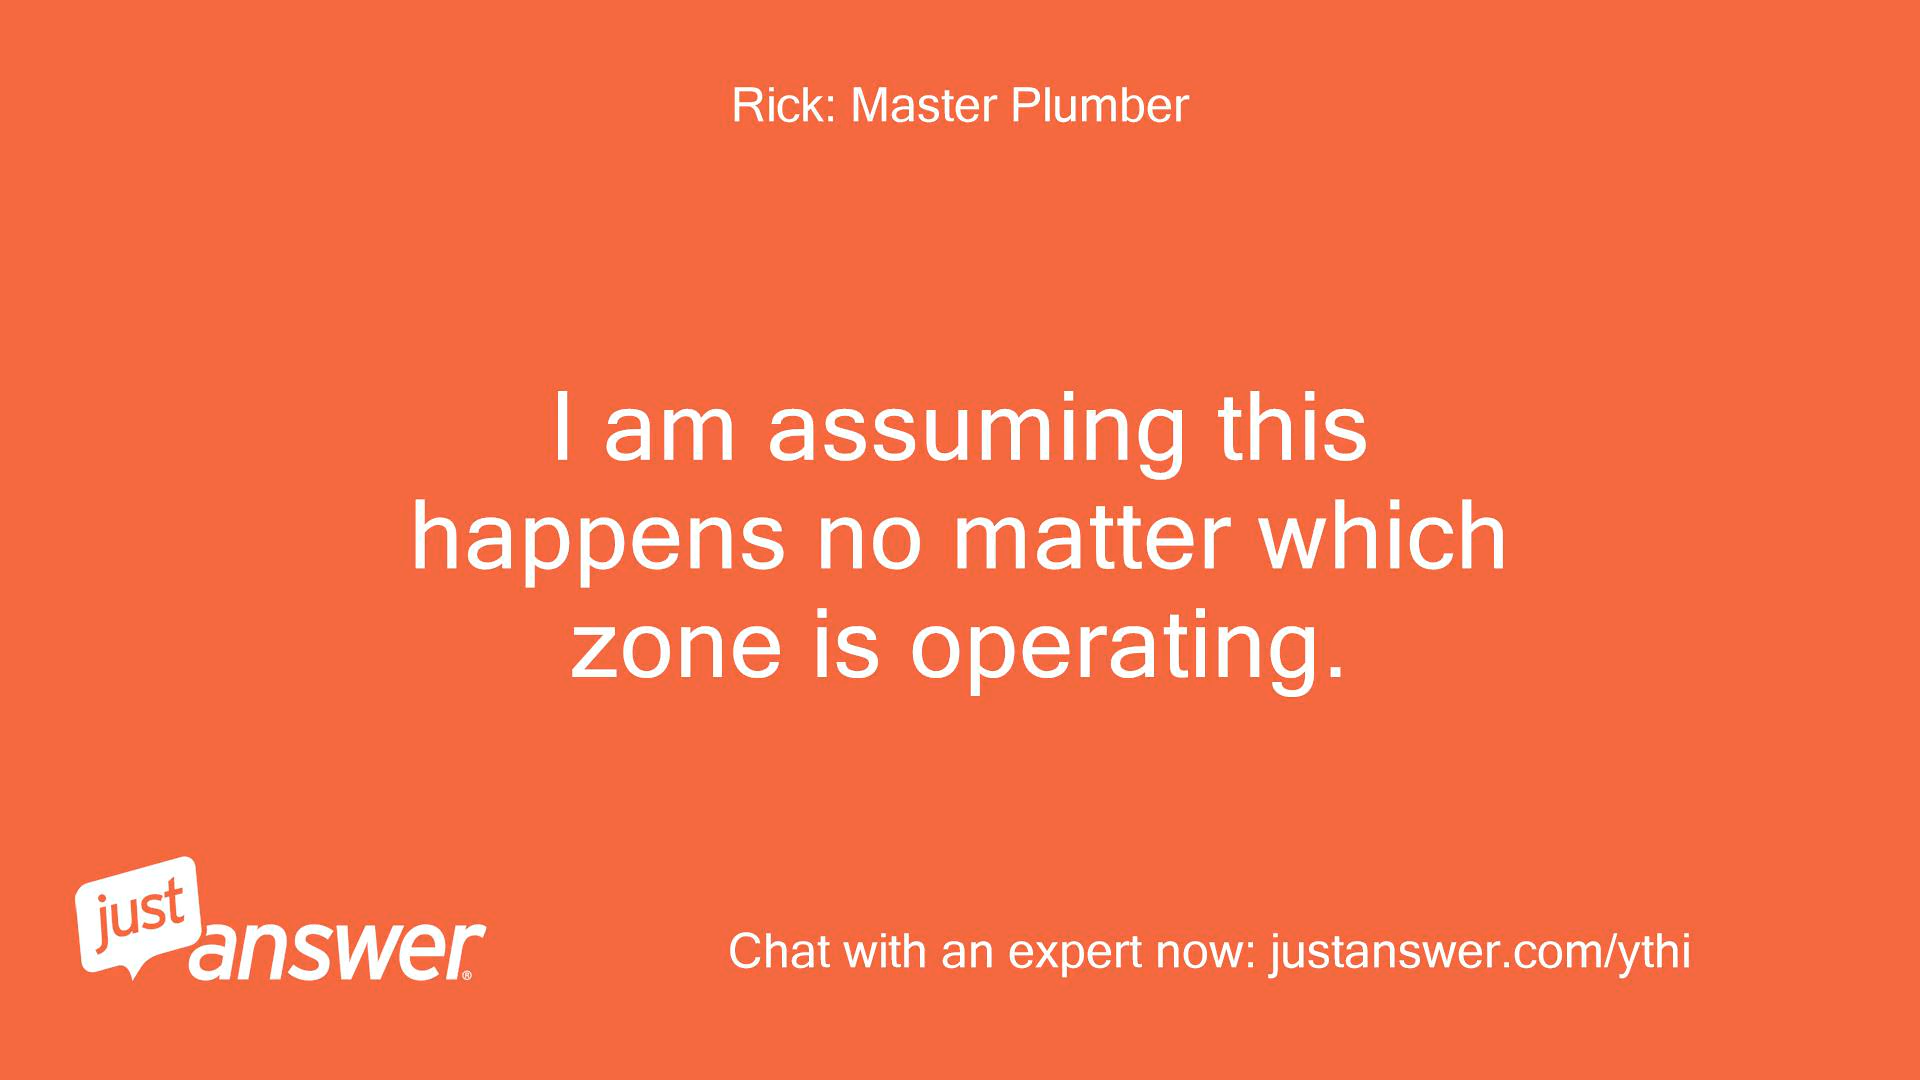 Rick: Master Plumber
I am assuming this
happens no matter which
zone is operating.
just
answer®
Chat with an expert now: justanswer.com/ythi